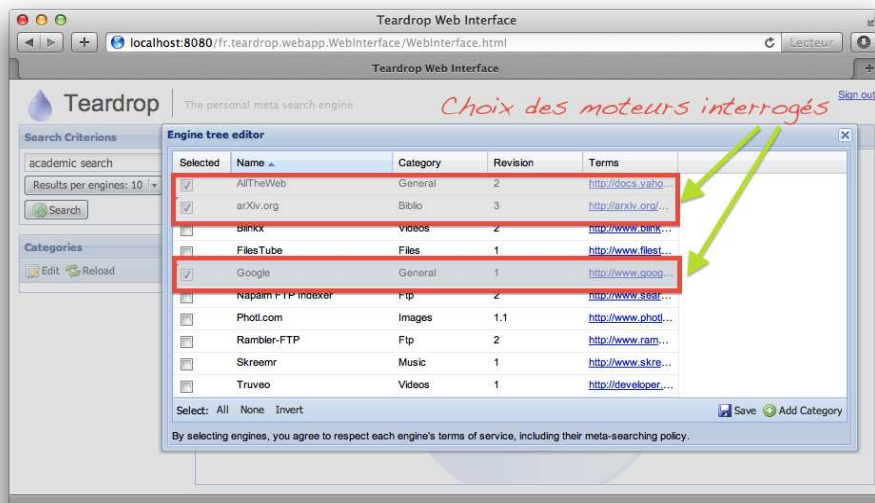 Teardrop Web Interface
localhost:8080/fr.teardrop.webapp.WebInterface/WebInterface.html
Lecteur
Teardrop Web Interface
Teardrop
The personal meta search engine
Choix des moteurs interrogés
Sign out
Search Criterions
academic search
Results per engines: 10
Search
Categories
Edit Reload
Engine tree editor
Selected Name Category Revision Terms
AllTheWeb General 2 http://docs.yaho...
arXiv.org Biblio 3 http://arxiv.org/...
Blinkx Videos 2 http://www.blink...
FilesTube Files 1 http://www.filest...
Google General 1 http://www.goog...
Napalm FTP Indexer Ftp 2 http://www.sear...
Photl.com Images 1.1 http://www.photl...
Rambler-FTP Ftp 2 http://www.ram...
Skreemr Music 1 http://www.skre...
Truveo Videos 1 http://developer....
Select: All None Invert
Save Add Category
By selecting engines, you agree to respect each engine's terms of service, including their meta-searching policy.